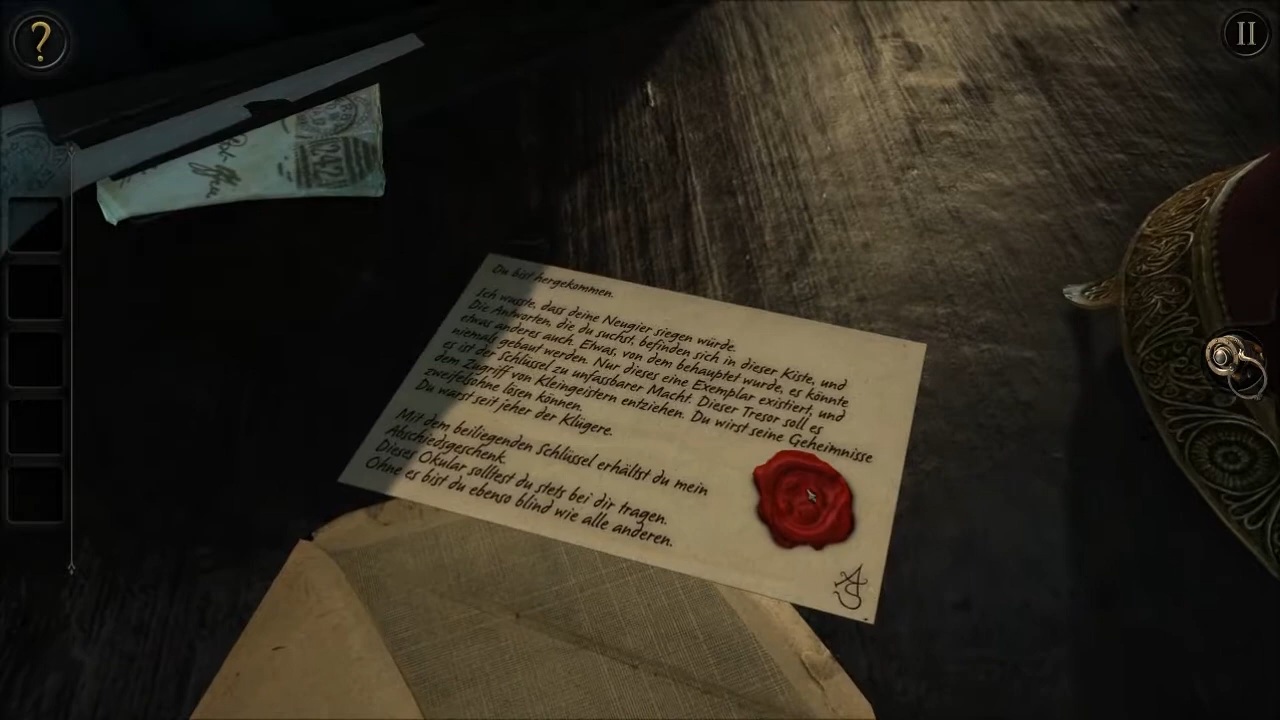 ?
II
242
Du bist hergekommen.
Ich wusste, dass deine Neugier siegen würde.
Die Antworten, die du suchst, befinden sich in dieser Kiste, und
etwas anderes auch. Etwas, von dem behauptet wurde, es könnte
niemals gebaut werden. Nur dieses eine Exemplar existiert, und
es ist der Schlüssel zu unfassbarer Macht. Dieser Tresor soll es
dem Zugriff von Kleingeistern entziehen. Du wirst seine Geheimnisse
zweifelsohne lösen können.
Du warst seit jeher der Klügere.
Mit dem beiliegenden Schlüssel erhältst du mein
Abschiedsgeschenk.
Dieses Okular solltest du stets bei dir tragen.
Ohne es bist du ebenso blind wie alle anderen.
AS